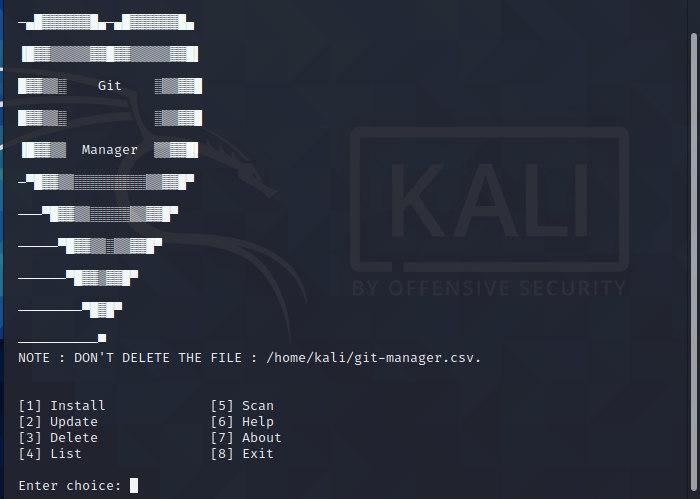 Git
Manager
KALI
BY OFFENSIVE SECURITY
NOTE : DON'T DELETE THE FILE : /home/kali/git-manager.csv.
[1] Install [5] Scan
[2] Update [6] Help
[3] Delete [7] About
[4] List [8] Exit
Enter choice: